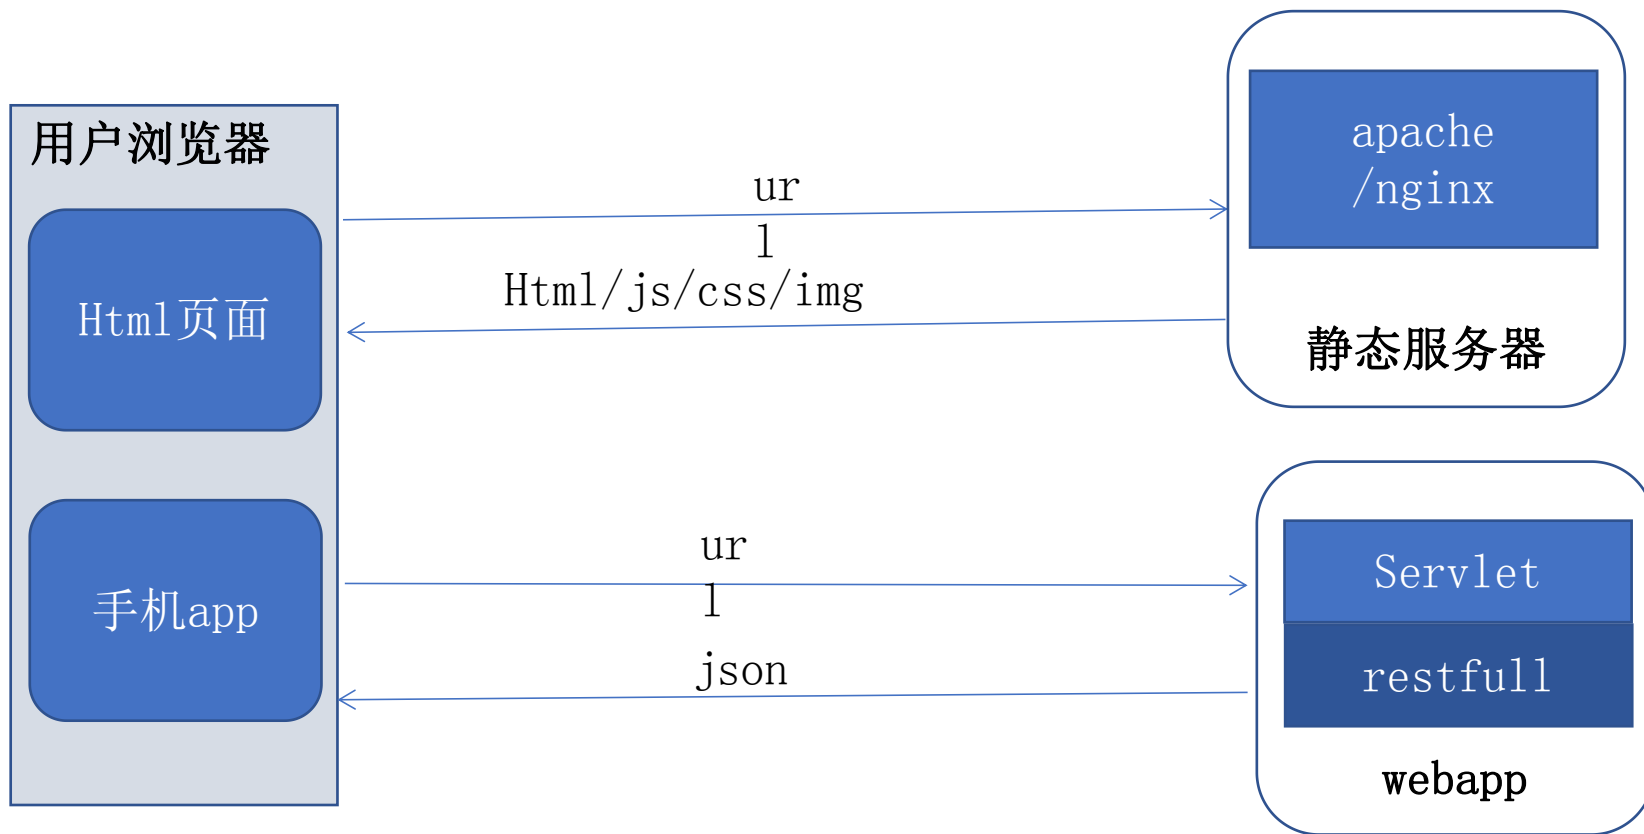 用户浏览器
Html页面
手机app
ur
l
Html/js/css/img
ur
l
json
apache
/nginx
静态服务器
Servlet
restfull
webapp